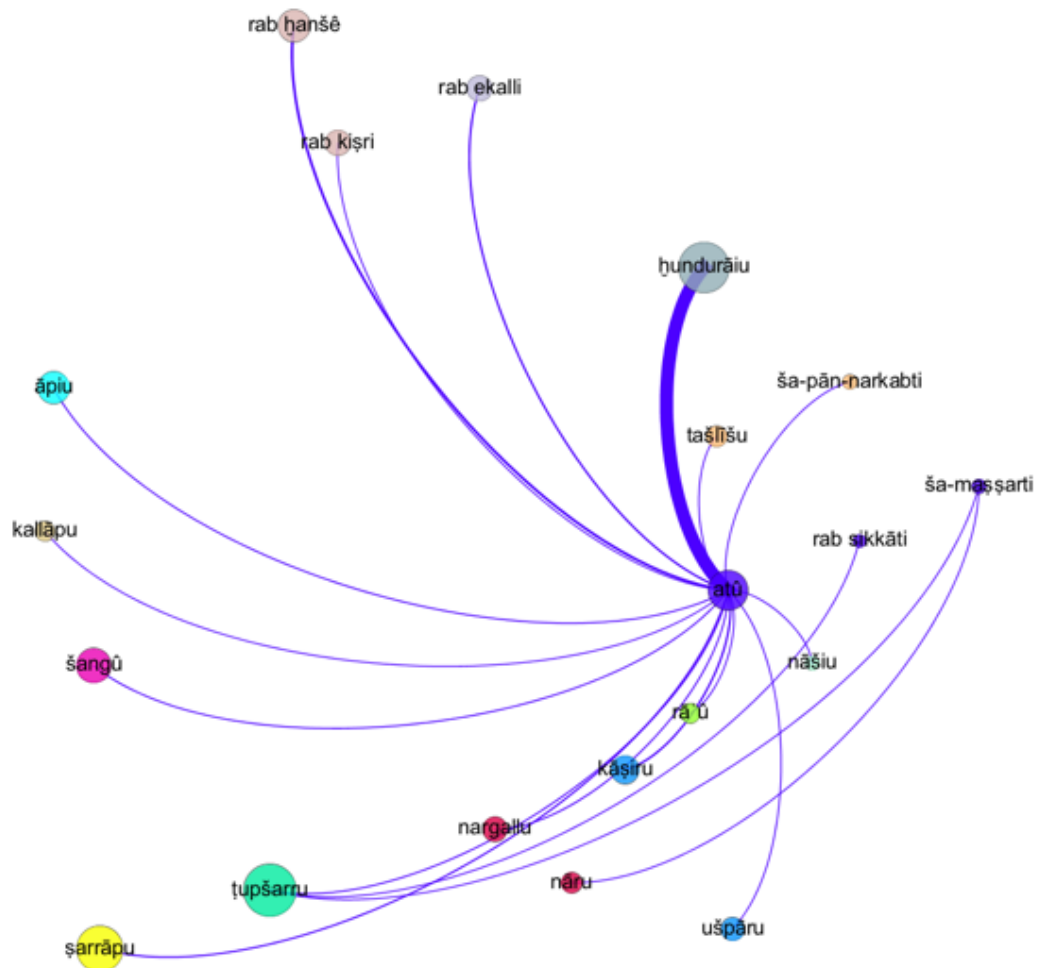 rab ḫanšê
rab ekalli
rab kiṣri
ḫundurāiu
ša-pān-narkabti
āpiu
tašlīšu
ša-maṣṣarti
kallāpu
rab sikkāti
atû
šangû
nāšiu
rā'û
kāṣiru
nargallu
nāru
ṭupšarru
ušpāru
ṣarrāpu